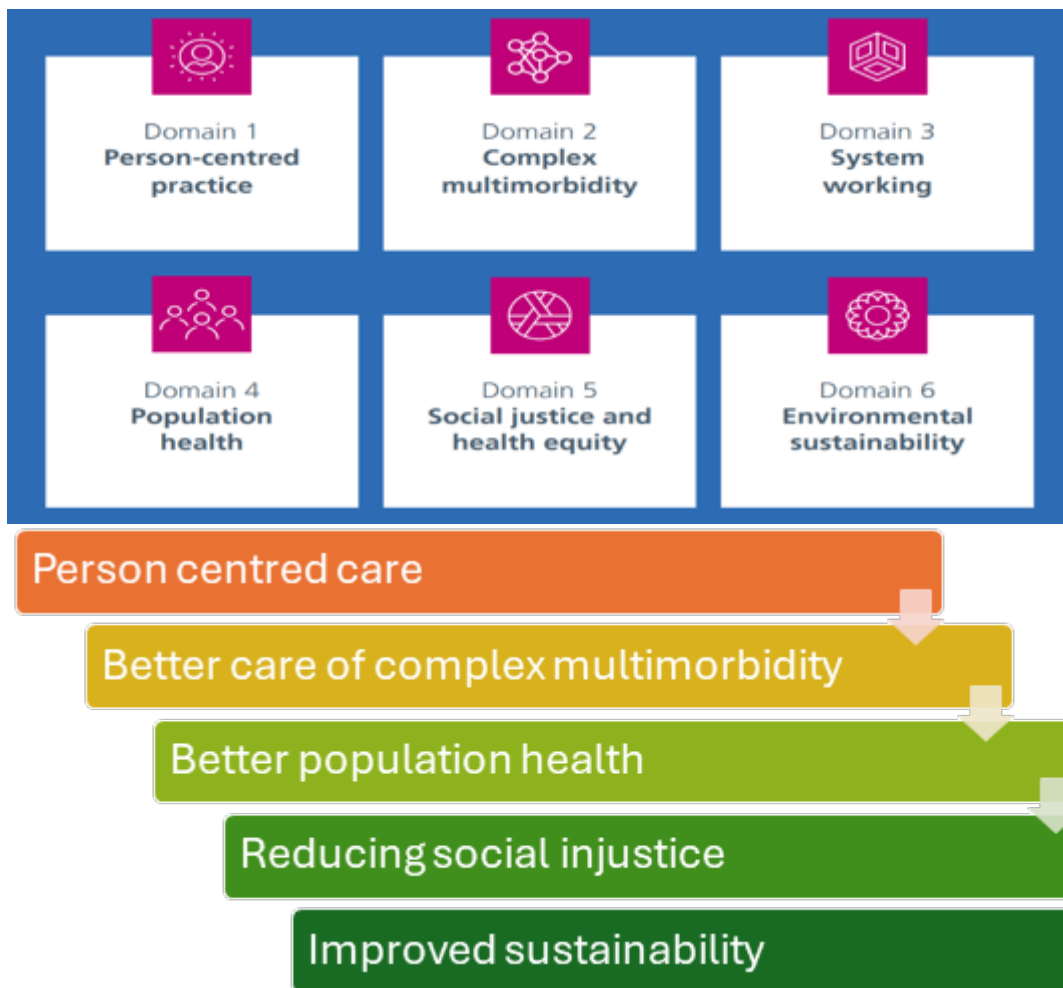 Domain 1
Person-centred
practice
Domain 2
Complex
multimorbidity
Domain 3
System
working
Domain 4
Population
health
Domain 5
Social justice and
health equity
Domain 6
Environmental
sustainability
Person centred care
Better care of complex multimorbidity
Better population health
Reducing social injustice
Improved sustainability